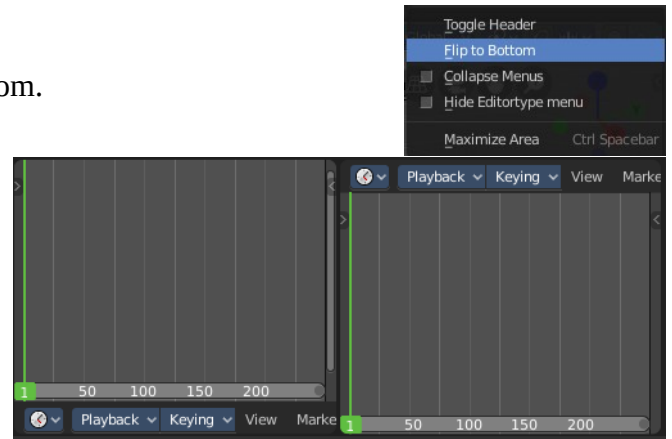 Toggle Header
Flip to Bottom
om.
Collapse Menus
Hide Editortype menu
Maximize Area Ctrl Spacebar
Playback Keying View Marke
1 50 100 150 200
Playback Keying View Marke
1 50 100 150 200